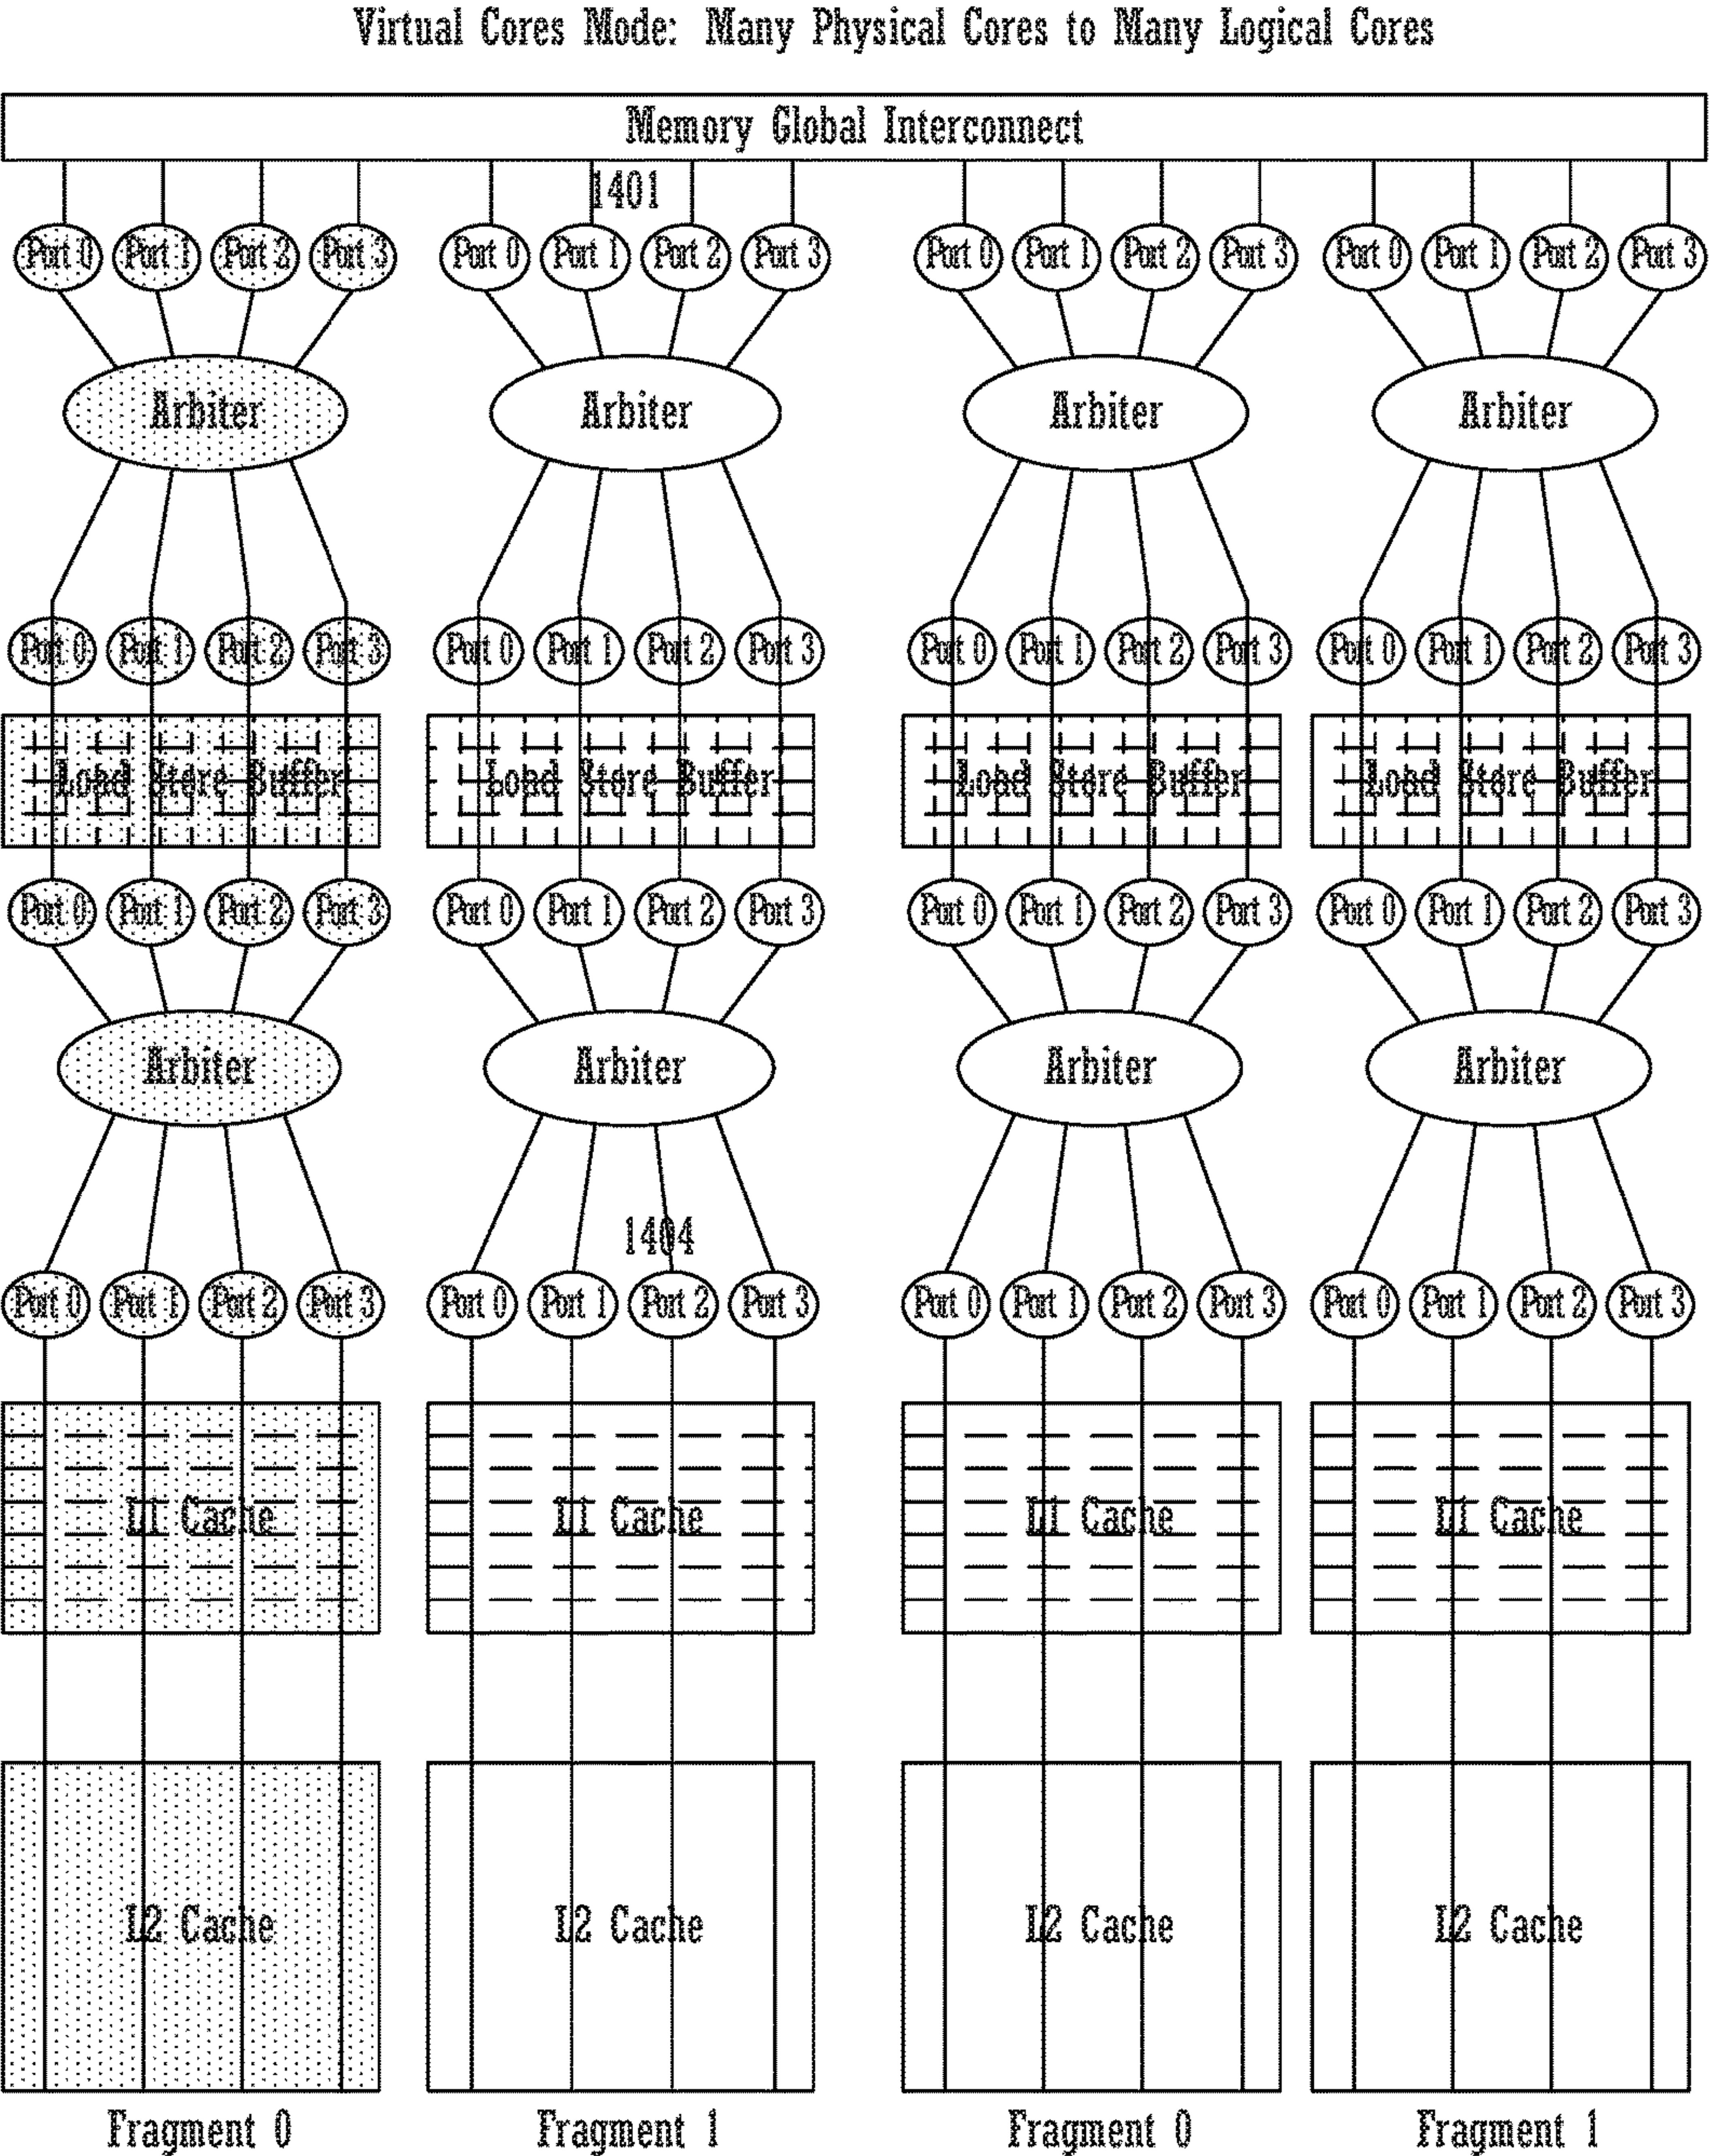 Virtual Cores Mode: Many Physical Cores to Many Logical Cores
Memory Global Interconnect
1401
Port 0 Port 1 Port 2 Port 3 Port 0 Port 1 Port 2 Port 3 Port 0 Port 1 Port 2 Port 3 Port 0 Port 1 Port 2 Port 3
Arbiter Arbiter Arbiter Arbiter
Port 0 Port 1 Port 2 Port 3 Port 0 Port 1 Port 2 Port 3 Port 0 Port 1 Port 2 Port 3 Port 0 Port 1 Port 2 Port 3
Load Store Buffer Load Store Buffer Load Store Buffer Load Store Buffer
Port 0 Port 1 Port 2 Port 3 Port 0 Port 1 Port 2 Port 3 Port 0 Port 1 Port 2 Port 3 Port 0 Port 1 Port 2 Port 3
Arbiter Arbiter Arbiter Arbiter
1404
Port 0 Port 1 Port 2 Port 3 Port 0 Port 1 Port 2 Port 3 Port 0 Port 1 Port 2 Port 3 Port 0 Port 1 Port 2 Port 3
L1 Cache L1 Cache L1 Cache L1 Cache
L2 Cache L2 Cache L2 Cache L2 Cache
Fragment 0 Fragment 1 Fragment 0 Fragment 1